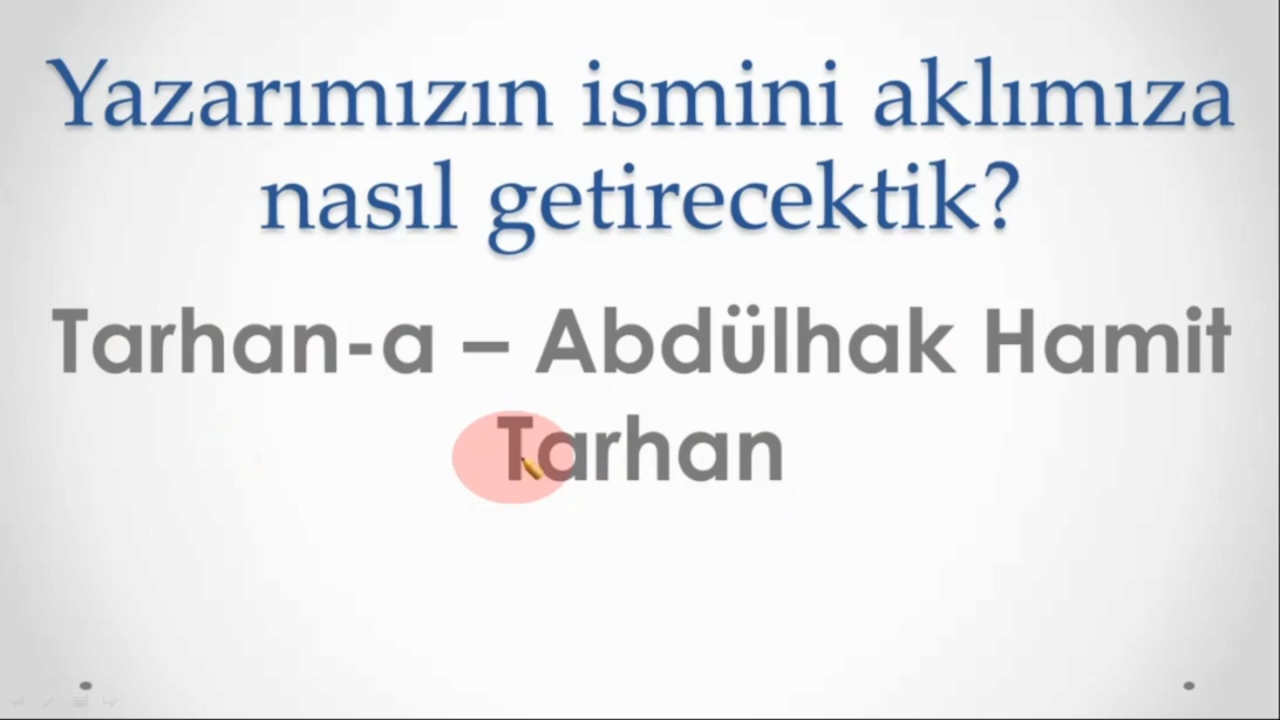 Yazarımızın ismini aklımıza
nasıl getirecektik?
Tarhan-a – Abdülhak Hamit
Tarhan